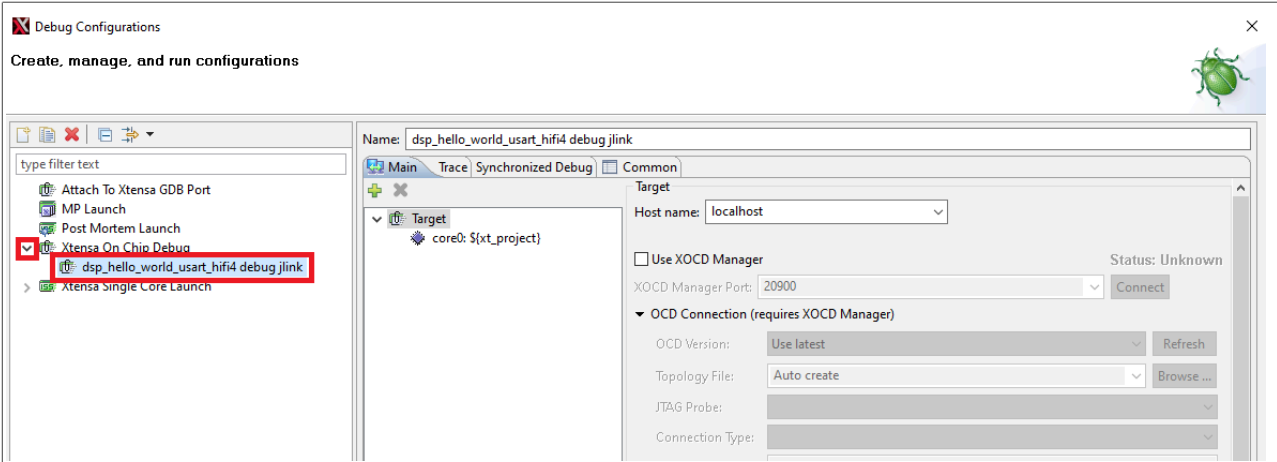 Debug Configurations
Create, manage, and run configurations
type filter text
Attach To Xtensa GDB Port
MP Launch
Post Mortem Launch
Xtensa On Chip Debug
dsp_hello_world_usart_hifi4 debug jlink
Xtensa Single Core Launch
Name: dsp_hello_world_usart_hifi4 debug jlink
Main Trace Synchronized Debug Common
Target
core0: ${xt_project}
Target
Host name: localhost
Use XOCD Manager Status: Unknown
XOCD Manager Port: 20900 Connect
OCD Connection (requires XOCD Manager)
OCD Version: Use latest Refresh
Topology File: Auto create Browse ...
JTAG Probe:
Connection Type: